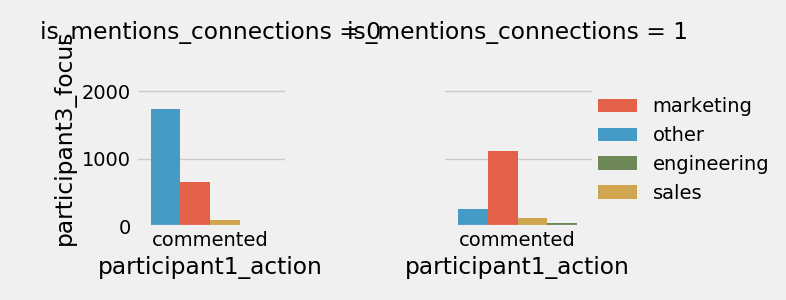 is_mentions_connections = 0
is_mentions_connections = 1
participant3_focus
2000
1000
0
commented
commented
participant1_action
participant1_action
marketing
other
engineering
sales